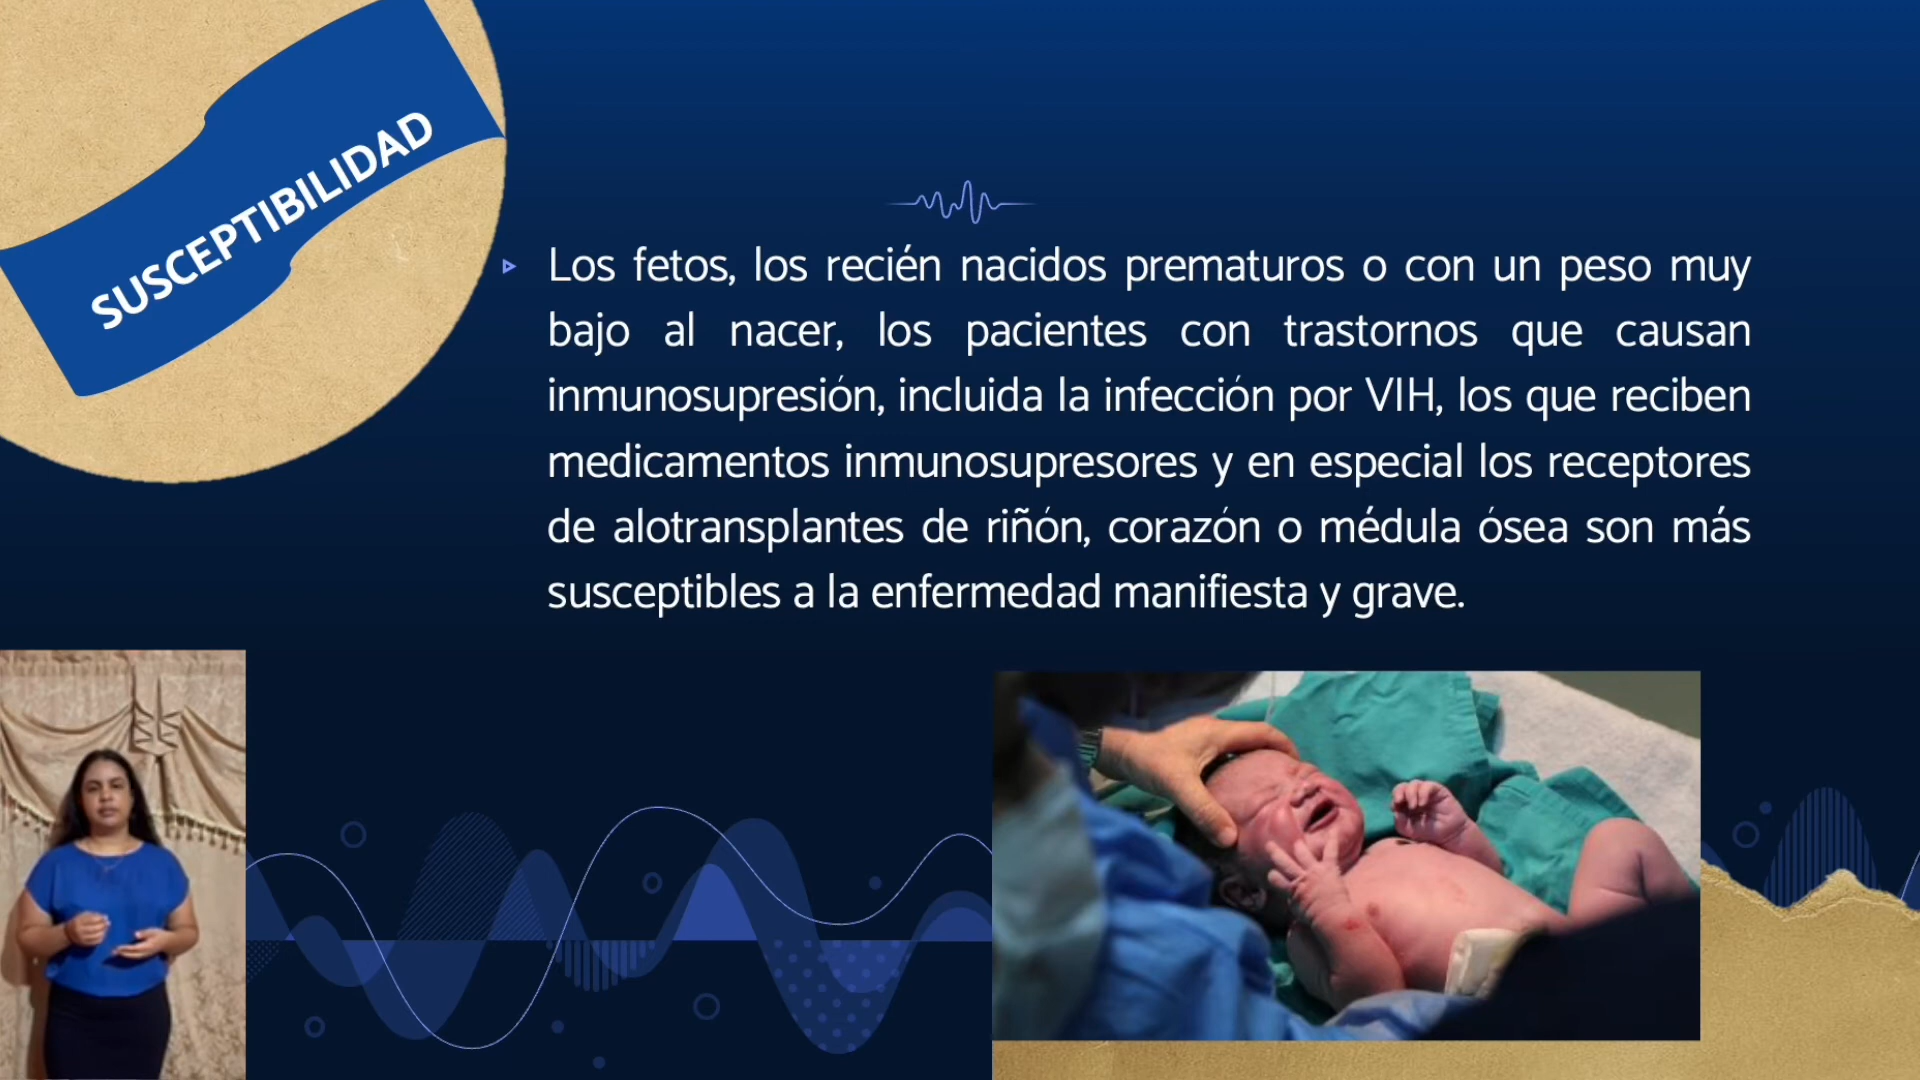 SUSCEPTIBILIDAD
Los fetos, los recién nacidos prematuros o con un peso muy
bajo al nacer, los pacientes con trastornos que causan
inmunosupresión, incluida la infección por VIH, los que reciben
medicamentos inmunosupresores y en especial los receptores
de alotransplantes de riñón, corazón o médula ósea son más
susceptibles a la enfermedad manifiesta y grave.